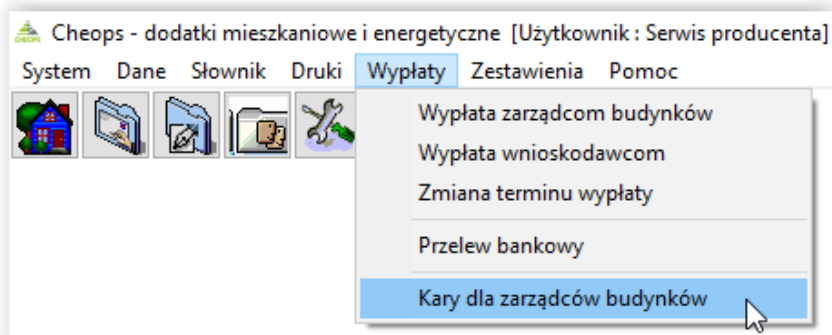 Cheops - dodatki mieszkaniowe i energetyczne [Użytkownik : Serwis producenta]
System Dane Słownik Druki Wypłaty Zestawienia Pomoc
Wypłata zarządcom budynków
Wypłata wnioskodawcom
Zmiana terminu wypłaty
Przelew bankowy
Kary dla zarządców budynków